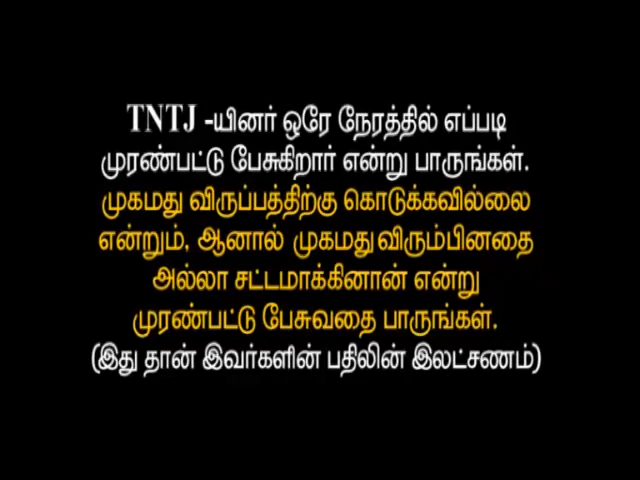 TNTJ -யினர் ஒரே நேரத்தில் எப்படி
முரண்பட்டு பேசுகிறார் என்று பாருங்கள்.
முகமது விருப்பத்திற்கு கொடுக்கவில்லை
என்றும், ஆனால் முகமது விரும்பினதை
அல்லா சட்டமாக்கினான் என்று
முரண்பட்டு பேசுவதை பாருங்கள்.
(இது தான் இவர்களின் பதிலின் இலட்சணம்)